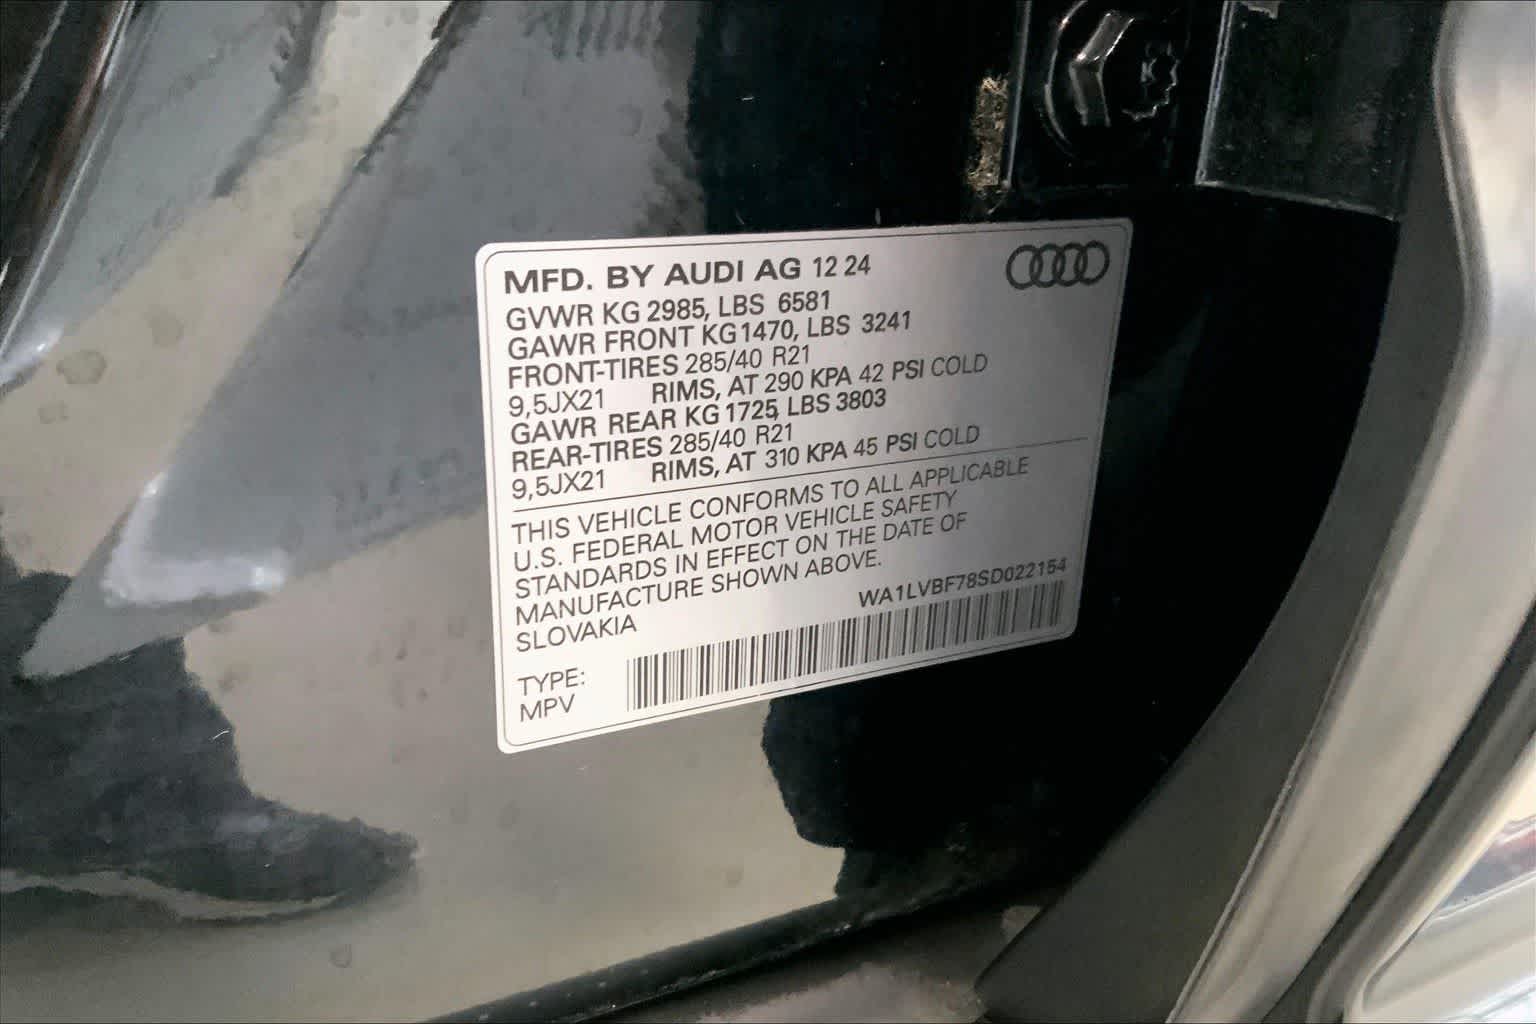 MFD. BY AUDI AG 12 24
GVWR KG 2985, LBS 6581
GAWR FRONT KG1470, LBS 3241
FRONT-TIRES 285/40 R21
9,5JX21 RIMS, AT 290 KPA 42 PSI COLD
GAWR REAR KG 1725, LBS 3803
REAR-TIRES 285/40 R21
9,5JX21 RIMS, AT 310 KPA 45 PSI COLD
THIS VEHICLE CONFORMS TO ALL APPLICABLE
U.S. FEDERAL MOTOR VEHICLE SAFETY
STANDARDS IN EFFECT ON THE DATE OF
MANUFACTURE SHOWN ABOVE.
SLOVAKIA
WA1LVBF78SD022154
TYPE:
MPV